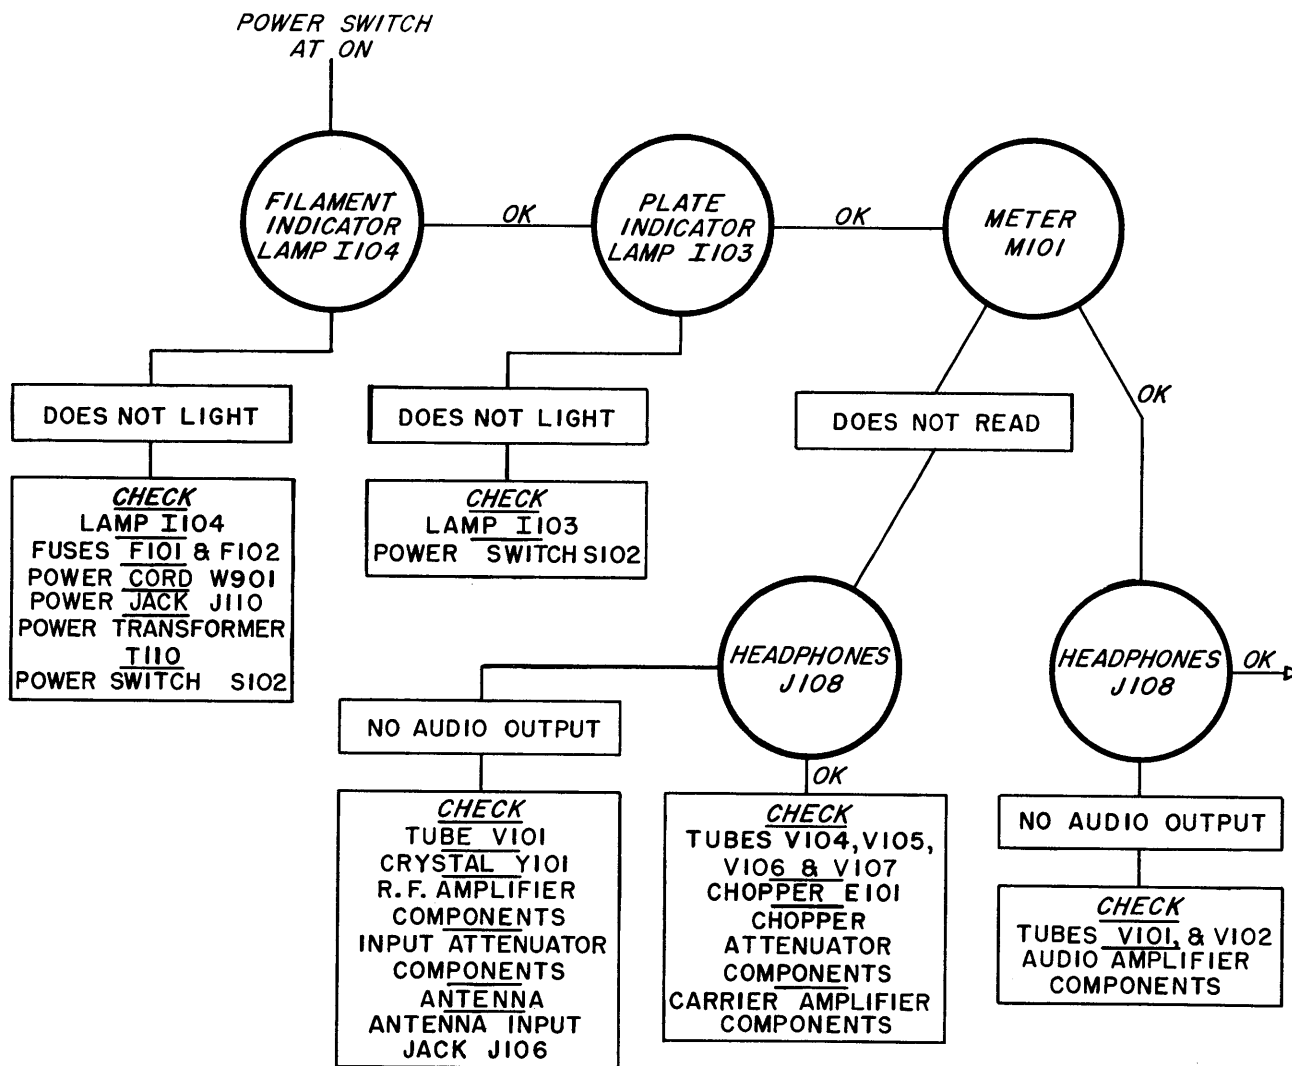 POWER SWITCH
AT ON
FILAMENT
INDICATOR
LAMP I104
OK
PLATE
INDICATOR
LAMP I103
OK
METER
M101
DOES NOT LIGHT
CHECK
LAMP I104
FUSES F101 & F102
POWER CORD W901
POWER JACK J110
POWER TRANSFORMER
T110
POWER SWITCH S102
DOES NOT LIGHT
CHECK
LAMP I103
POWER SWITCH S102
DOES NOT READ
OK
HEADPHONES
J108
NO AUDIO OUTPUT
CHECK
TUBE V101
CRYSTAL Y101
R.F. AMPLIFIER
COMPONENTS
INPUT ATTENUATOR
COMPONENTS
ANTENNA
ANTENNA INPUT
JACK J106
OK
CHECK
TUBES V104, V105,
V106 & V107
CHOPPER E101
CHOPPER
ATTENUATOR
COMPONENTS
CARRIER AMPLIFIER
COMPONENTS
HEADPHONES
J108
OK
NO AUDIO OUTPUT
CHECK
TUBES V101, & V102
AUDIO AMPLIFIER
COMPONENTS